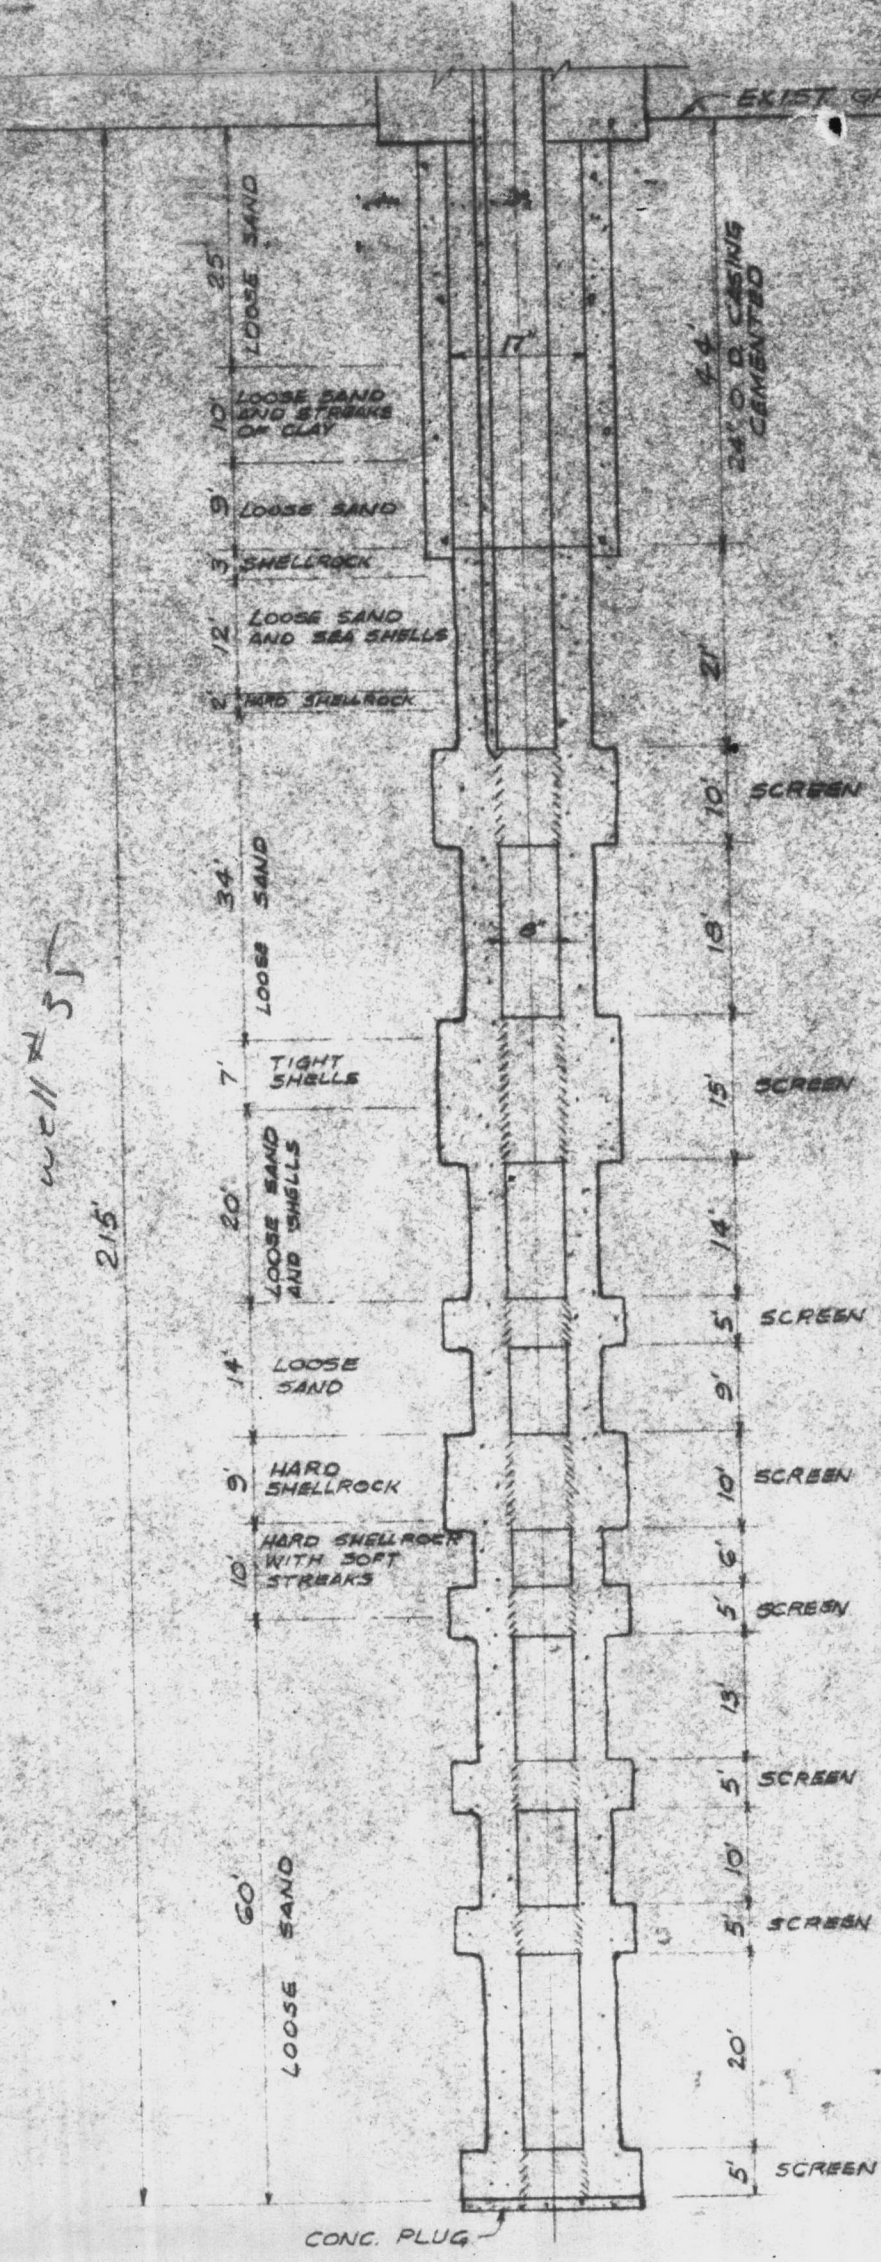 EXIST
25'
LOOSE SAND
10'
LOOSE SAND
AND STREAKS
OF CLAY
9'
LOOSE SAND
3'
SHELLROCK
12'
LOOSE SAND
AND SEA SHELLS
2'
HARD SHELLROCK
34'
LOOSE SAND
7'
TIGHT
SHELLS
20'
LOOSE SAND
AND SHELLS
14'
LOOSE
SAND
9'
HARD
SHELLROCK
10'
HARD SHELLROCK
WITH SOFT
STREAKS
60'
LOOSE SAND
well # 35
215'
17"
8"
44'
24" O.D. CASING
CEMENTED
21'
10'
SCREEN
18'
15'
SCREEN
14'
5'
SCREEN
9'
10'
SCREEN
6'
5'
SCREEN
13'
5'
SCREEN
10'
5'
SCREEN
20'
5'
SCREEN
CONC. PLUG